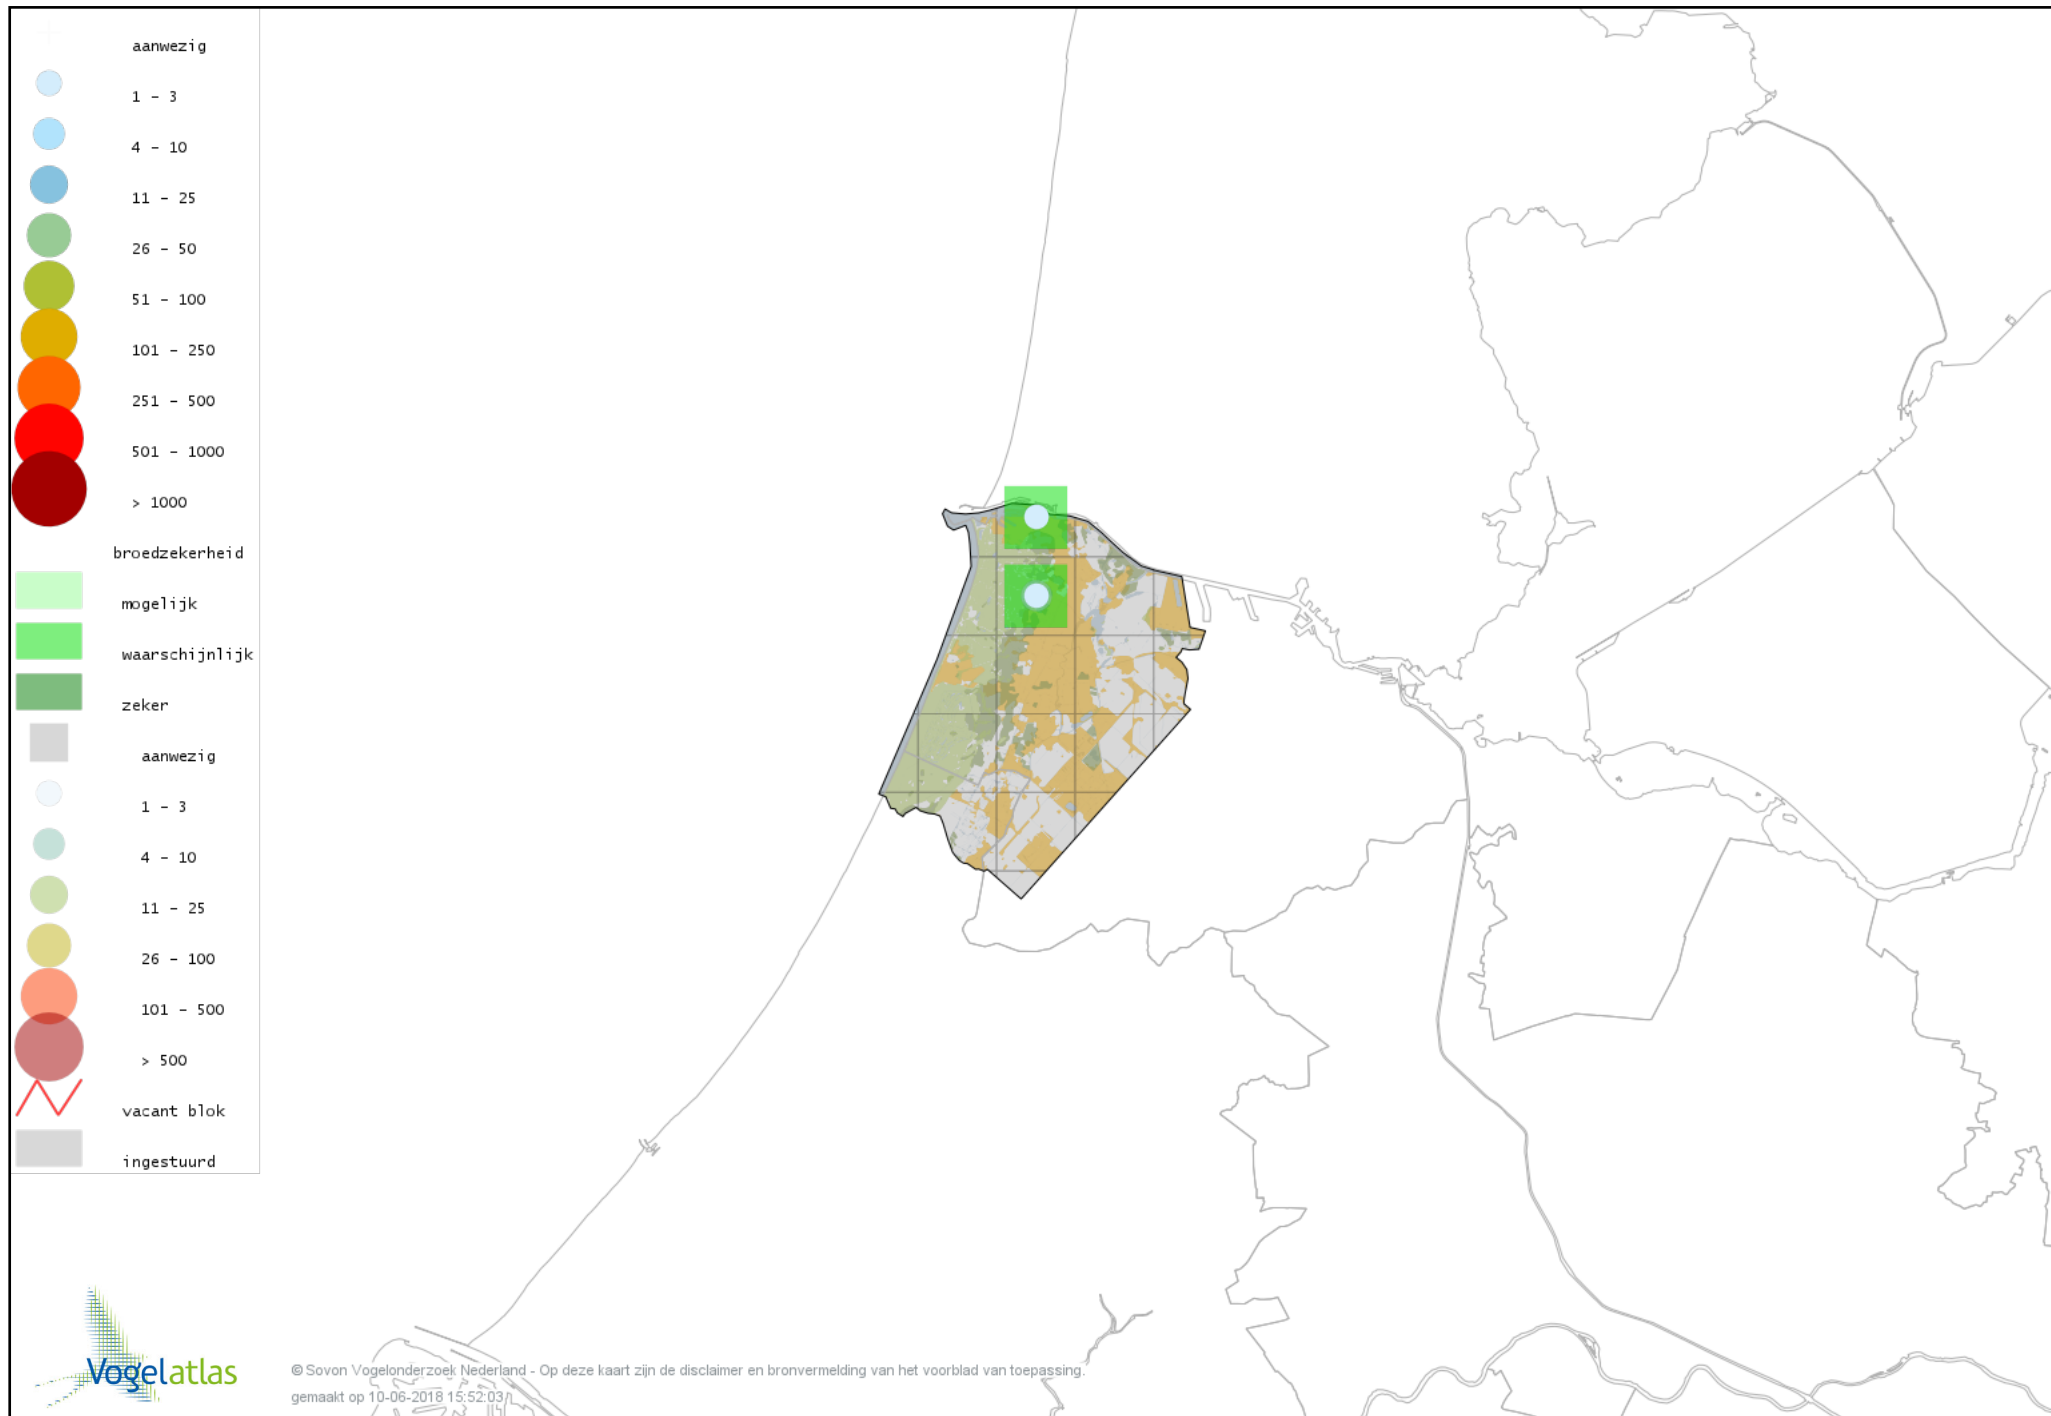 aanwezig
1 - 3
4 - 10
11 - 25
26 - 50
51 - 100
101 - 250
251 - 500
501 - 1000
> 1000
broedzekerheid
mogelijk
waarschijnlijk
zeker
aanwezig
1 - 3
4 - 10
11 - 25
26 - 100
101 - 500
> 500
vacant blok
ingestuurd
Vogelatlas
© Sovon Vogelonderzoek Nederland - Op deze kaart zijn de disclaimer en bronvermelding van het voorblad van toepassing.
gemaakt op 10-06-2018 15:52:03